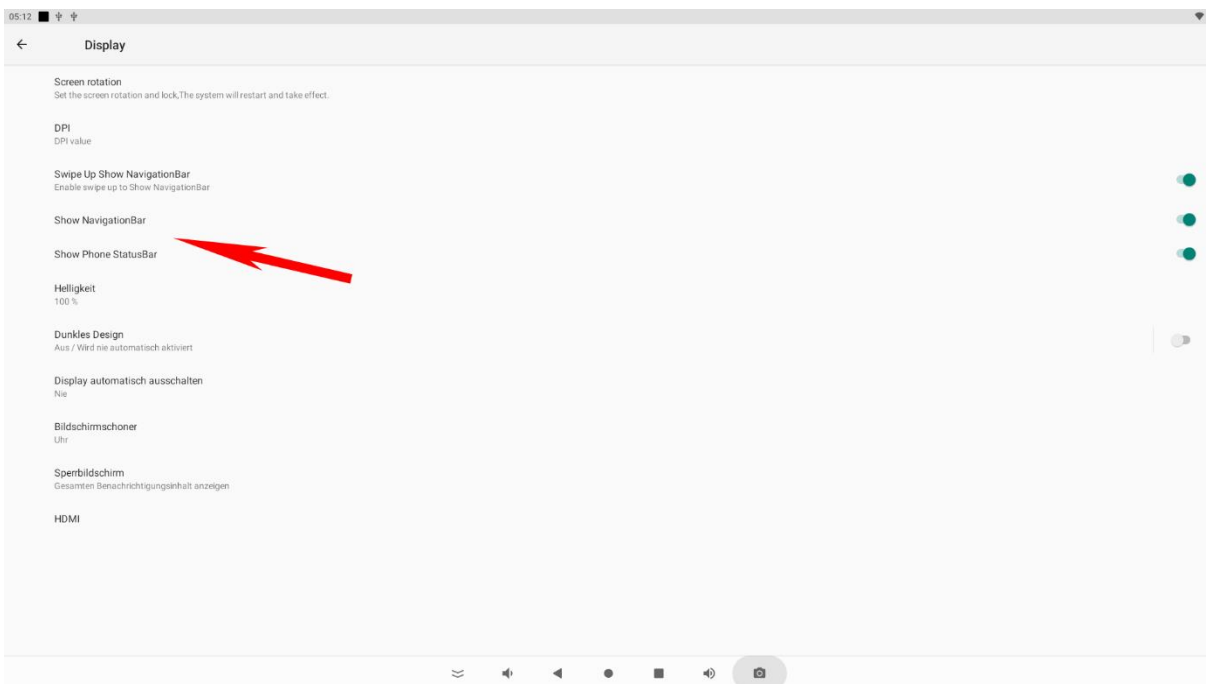 05:12
Display
Screen rotation
Set the screen rotation and lock,The system will restart and take effect.
DPI
DPI value
Swipe Up Show NavigationBar
Enable swipe up to Show NavigationBar
Show NavigationBar
Show Phone StatusBar
Helligkeit
100 %
Dunkles Design
Aus / Wird nie automatisch aktiviert
Display automatisch ausschalten
Nie
Bildschirmschoner
Uhr
Sperrbildschirm
Gesamten Benachrichtigungsinhalt anzeigen
HDMI